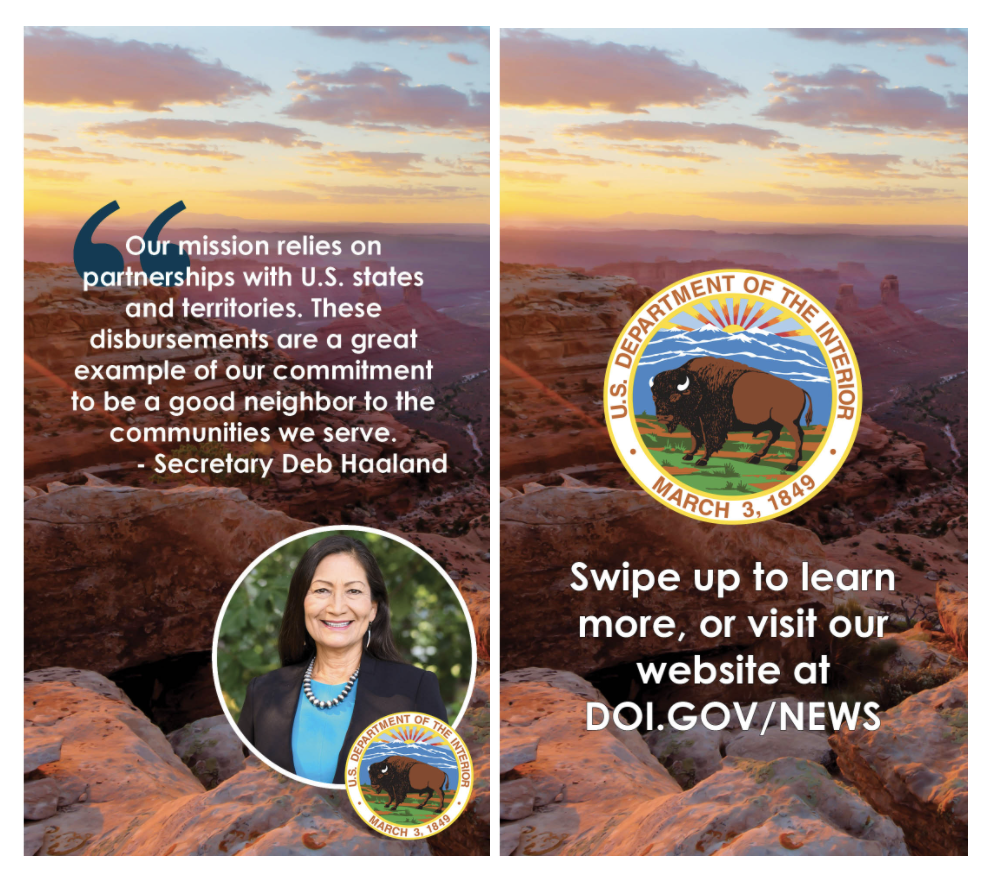 “
Our mission relies on
partnerships with U.S. states
and territories. These
disbursements are a great
example of our commitment
to be a good neighbor to the
communities we serve.
- Secretary Deb Haaland
U.S. DEPARTMENT OF THE INTERIOR
MARCH 3, 1849
U.S. DEPARTMENT OF THE INTERIOR
MARCH 3, 1849
Swipe up to learn
more, or visit our
website at
DOI.GOV/NEWS